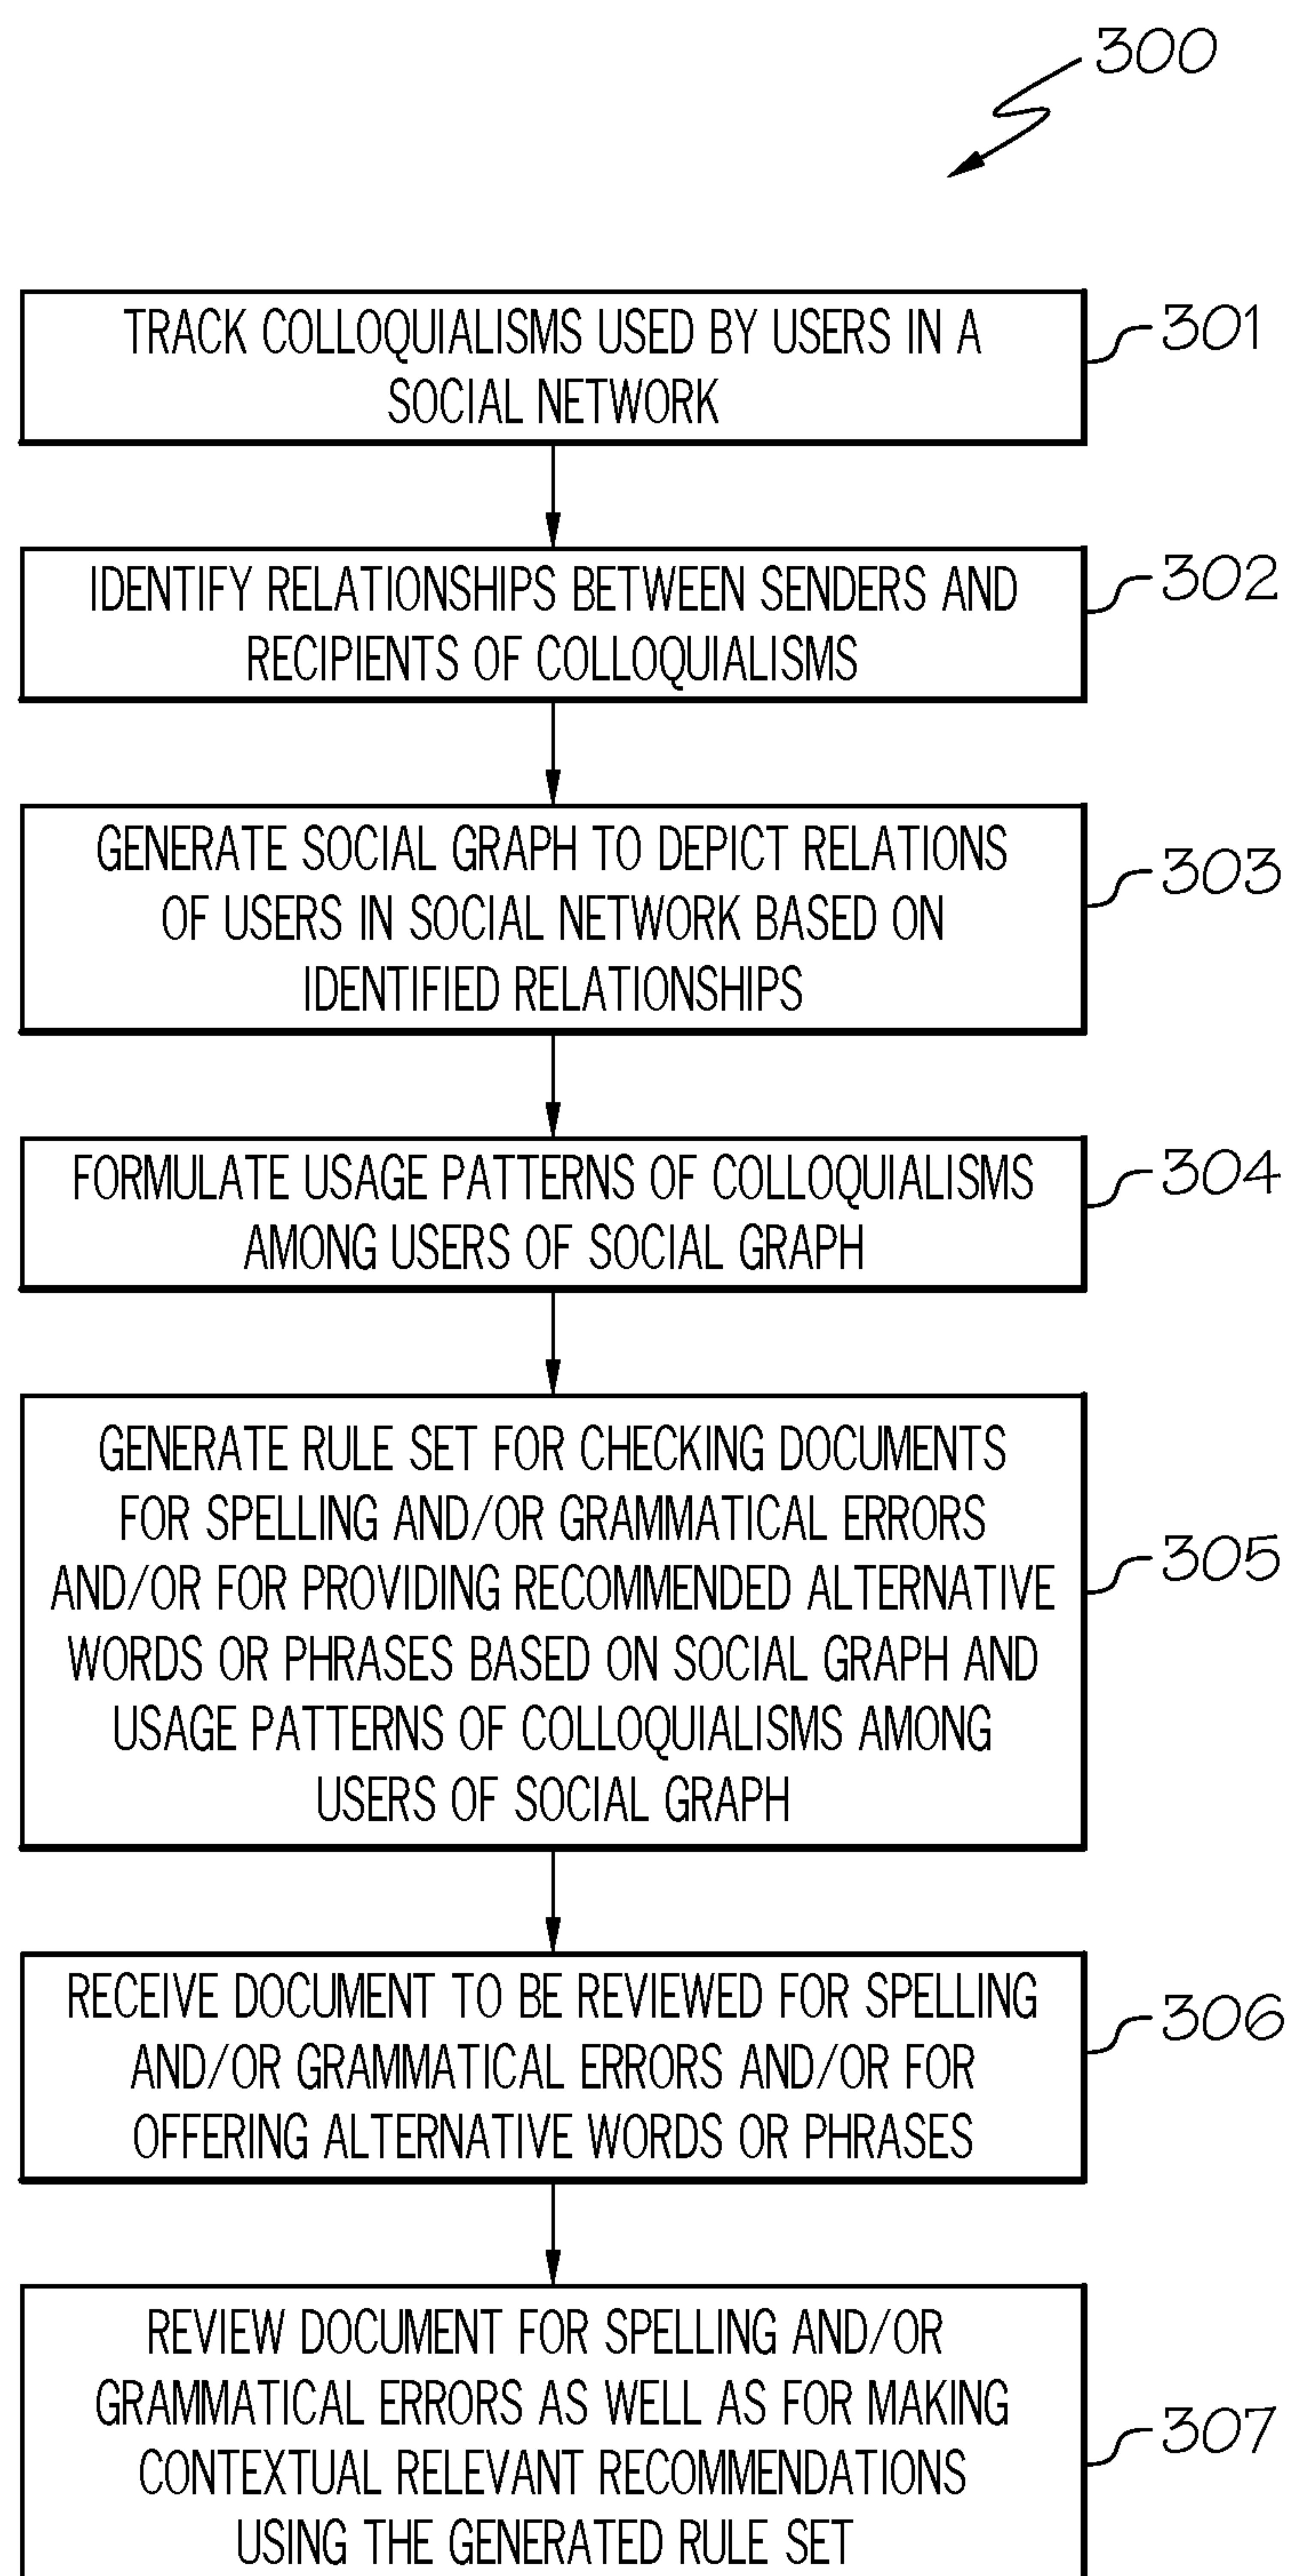 300
TRACK COLLOQUIALISMS USED BY USERS IN A
SOCIAL NETWORK
301
IDENTIFY RELATIONSHIPS BETWEEN SENDERS AND
RECIPIENTS OF COLLOQUIALISMS
302
GENERATE SOCIAL GRAPH TO DEPICT RELATIONS
OF USERS IN SOCIAL NETWORK BASED ON
IDENTIFIED RELATIONSHIPS
303
FORMULATE USAGE PATTERNS OF COLLOQUIALISMS
AMONG USERS OF SOCIAL GRAPH
304
GENERATE RULE SET FOR CHECKING DOCUMENTS
FOR SPELLING AND/OR GRAMMATICAL ERRORS
AND/OR FOR PROVIDING RECOMMENDED ALTERNATIVE
WORDS OR PHRASES BASED ON SOCIAL GRAPH AND
USAGE PATTERNS OF COLLOQUIALISMS AMONG
USERS OF SOCIAL GRAPH
305
RECEIVE DOCUMENT TO BE REVIEWED FOR SPELLING
AND/OR GRAMMATICAL ERRORS AND/OR FOR
OFFERING ALTERNATIVE WORDS OR PHRASES
306
REVIEW DOCUMENT FOR SPELLING AND/OR
GRAMMATICAL ERRORS AS WELL AS FOR MAKING
CONTEXTUAL RELEVANT RECOMMENDATIONS
USING THE GENERATED RULE SET
307